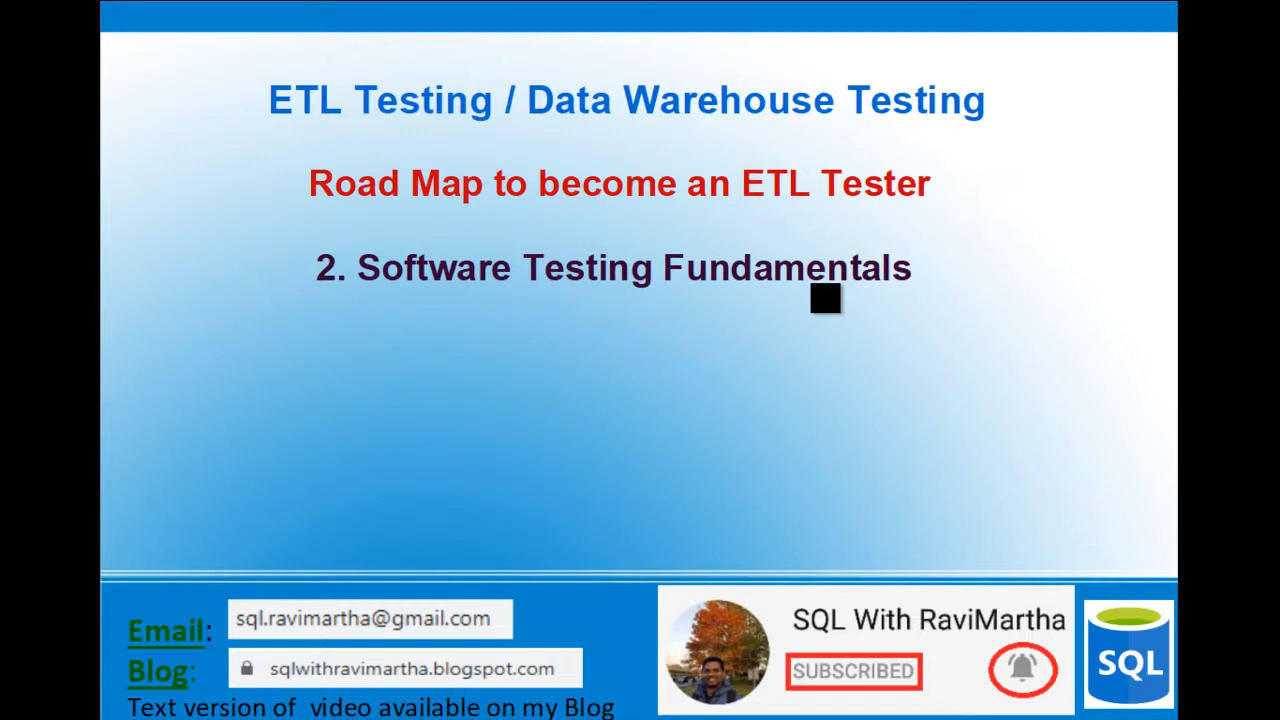 ETL Testing / Data Warehouse Testing
Road Map to become an ETL Tester
2. Software Testing Fundamentals
Email: sql.ravimartha@gmail.com
Blog: sqlwithravimartha.blogspot.com
Text version of video available on my Blog
SQL With RaviMartha
SUBSCRIBED
SQL